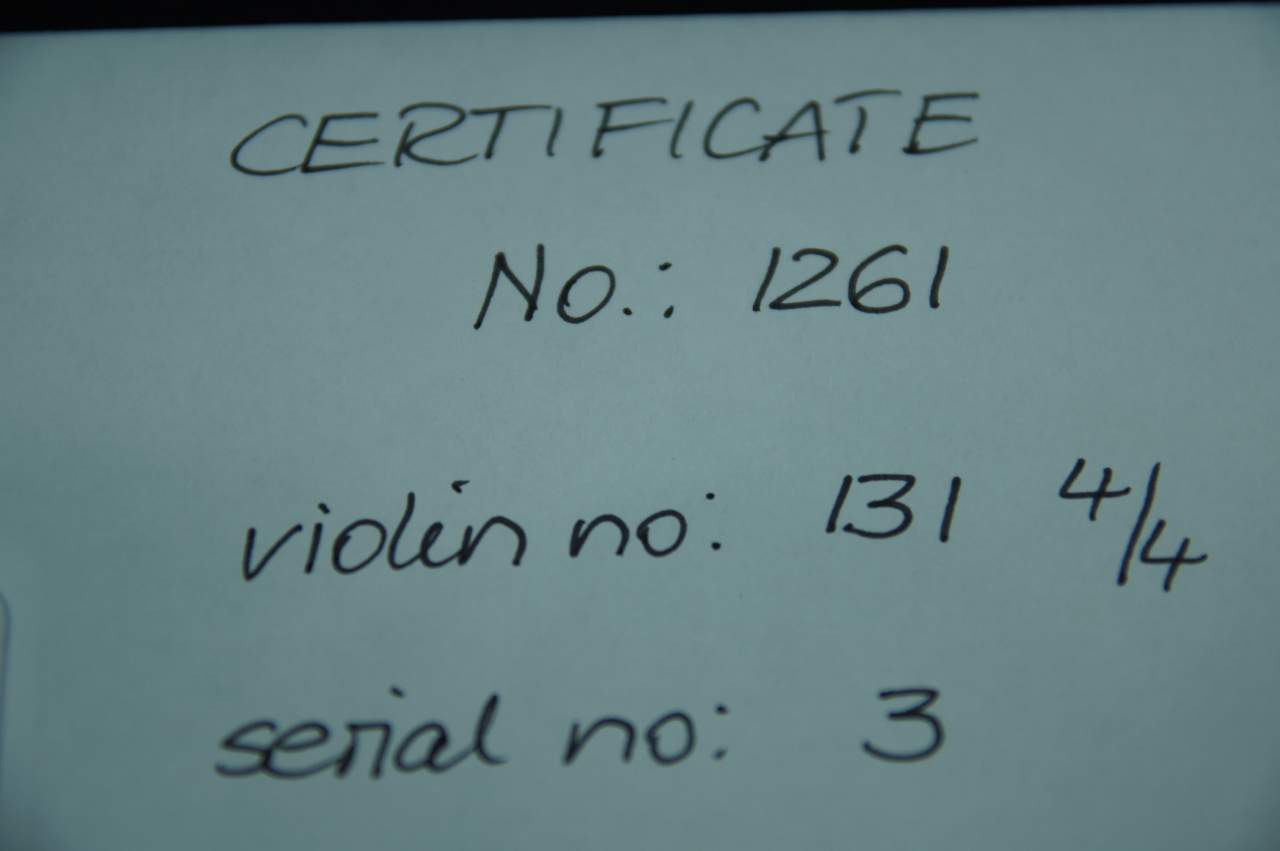 CERTIFICATE
No.: 1261
violin no: 131 4/4
serial no: 3